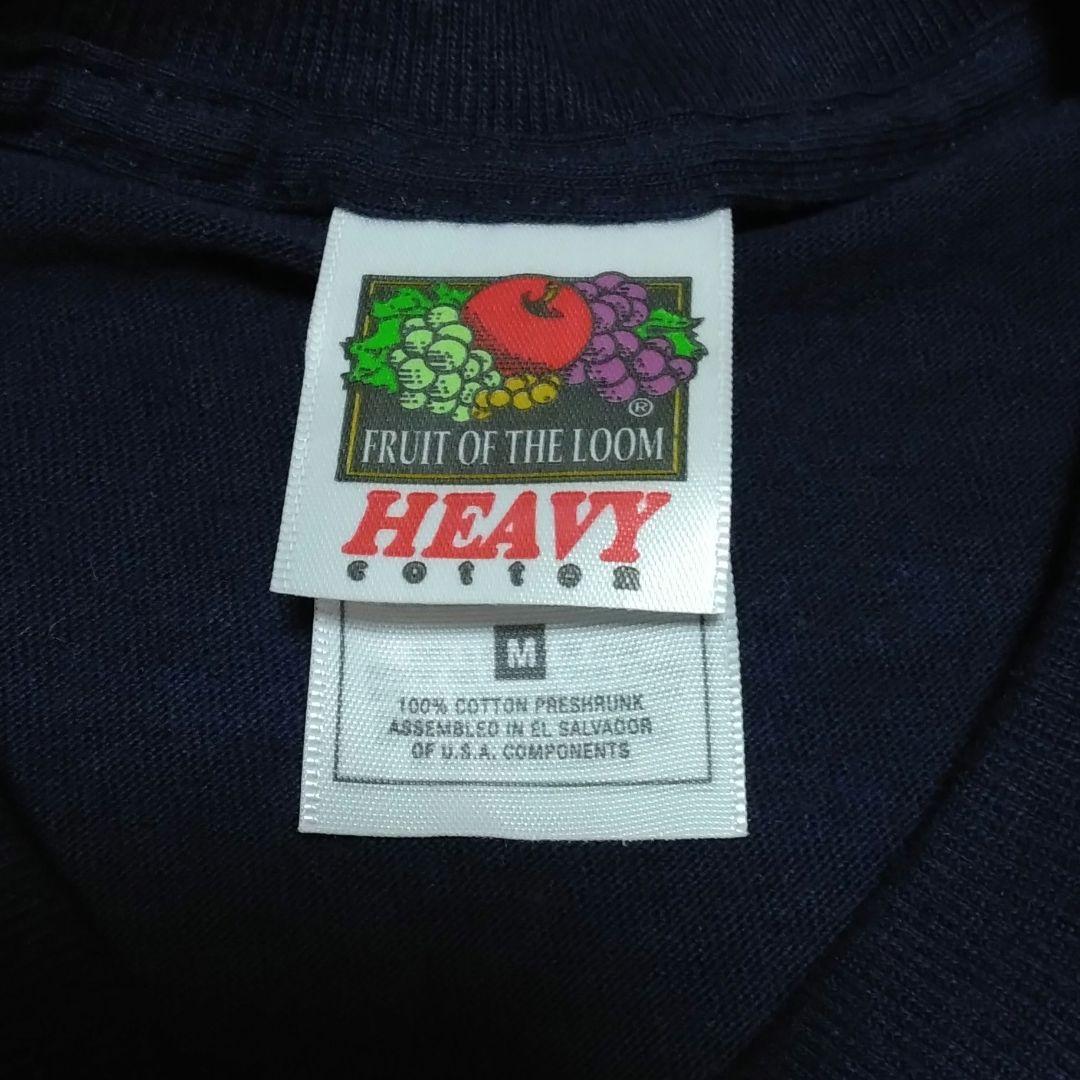 ®
FRUIT OF THE LOOM
HEAVY
cotton
M
100% COTTON PRESHRUNK
ASSEMBLED IN EL SALVADOR
OF U.S.A. COMPONENTS